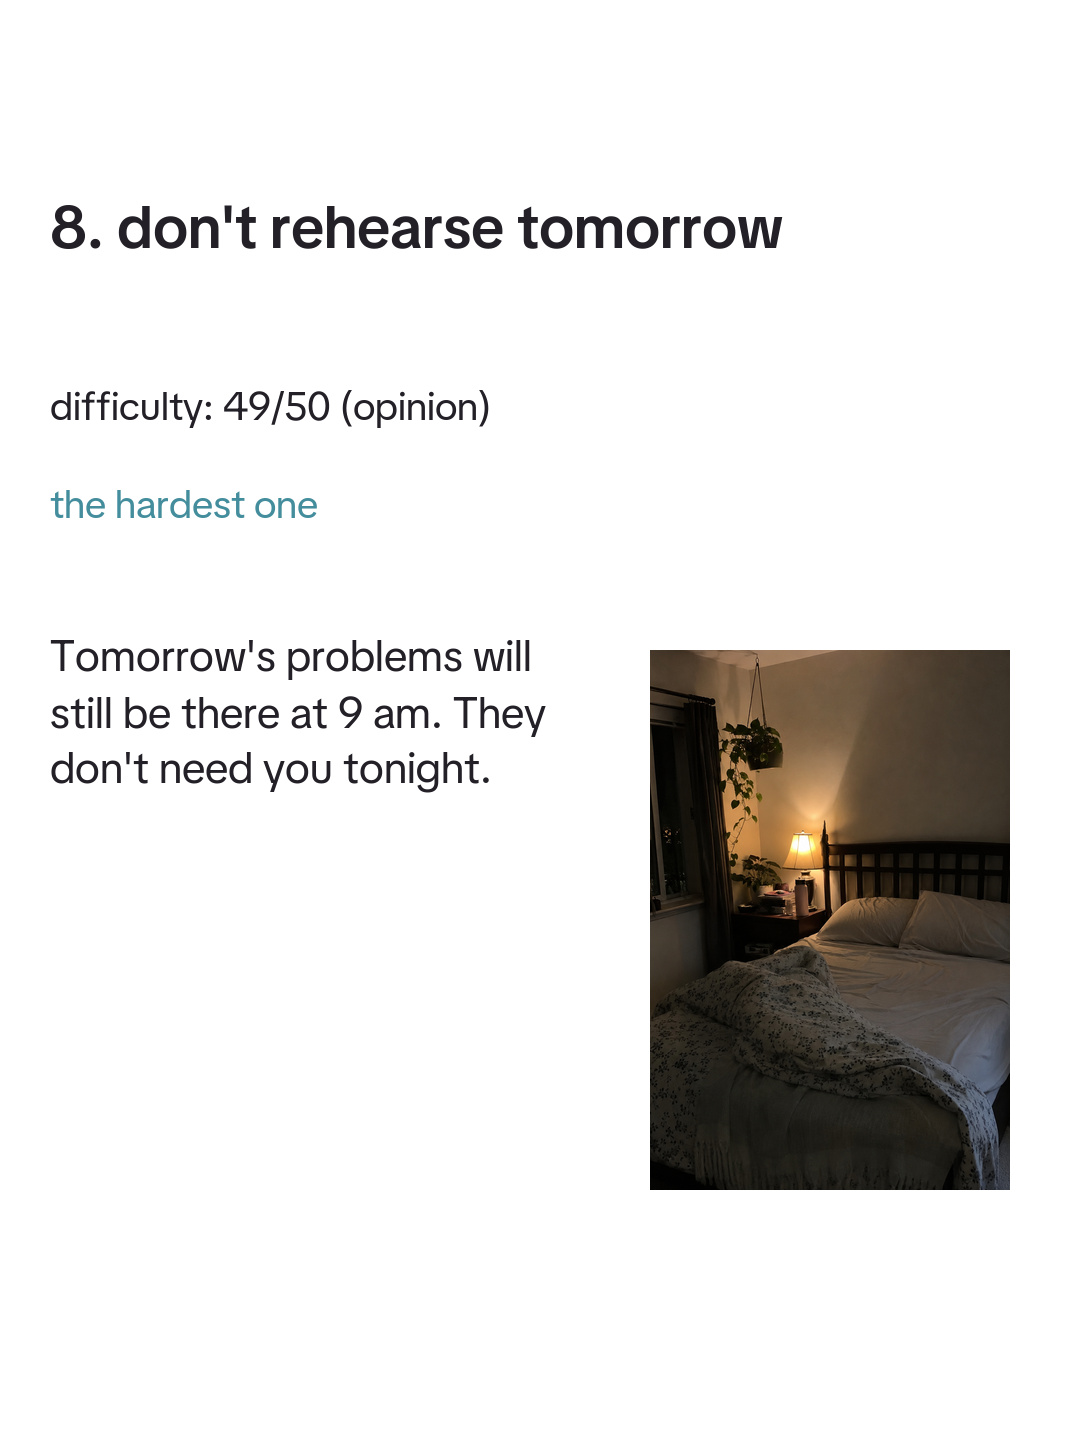 8. don't rehearse tomorrow
difficulty: 49/50 (opinion)
the hardest one
Tomorrow's problems will
still be there at 9 am. They
don't need you tonight.